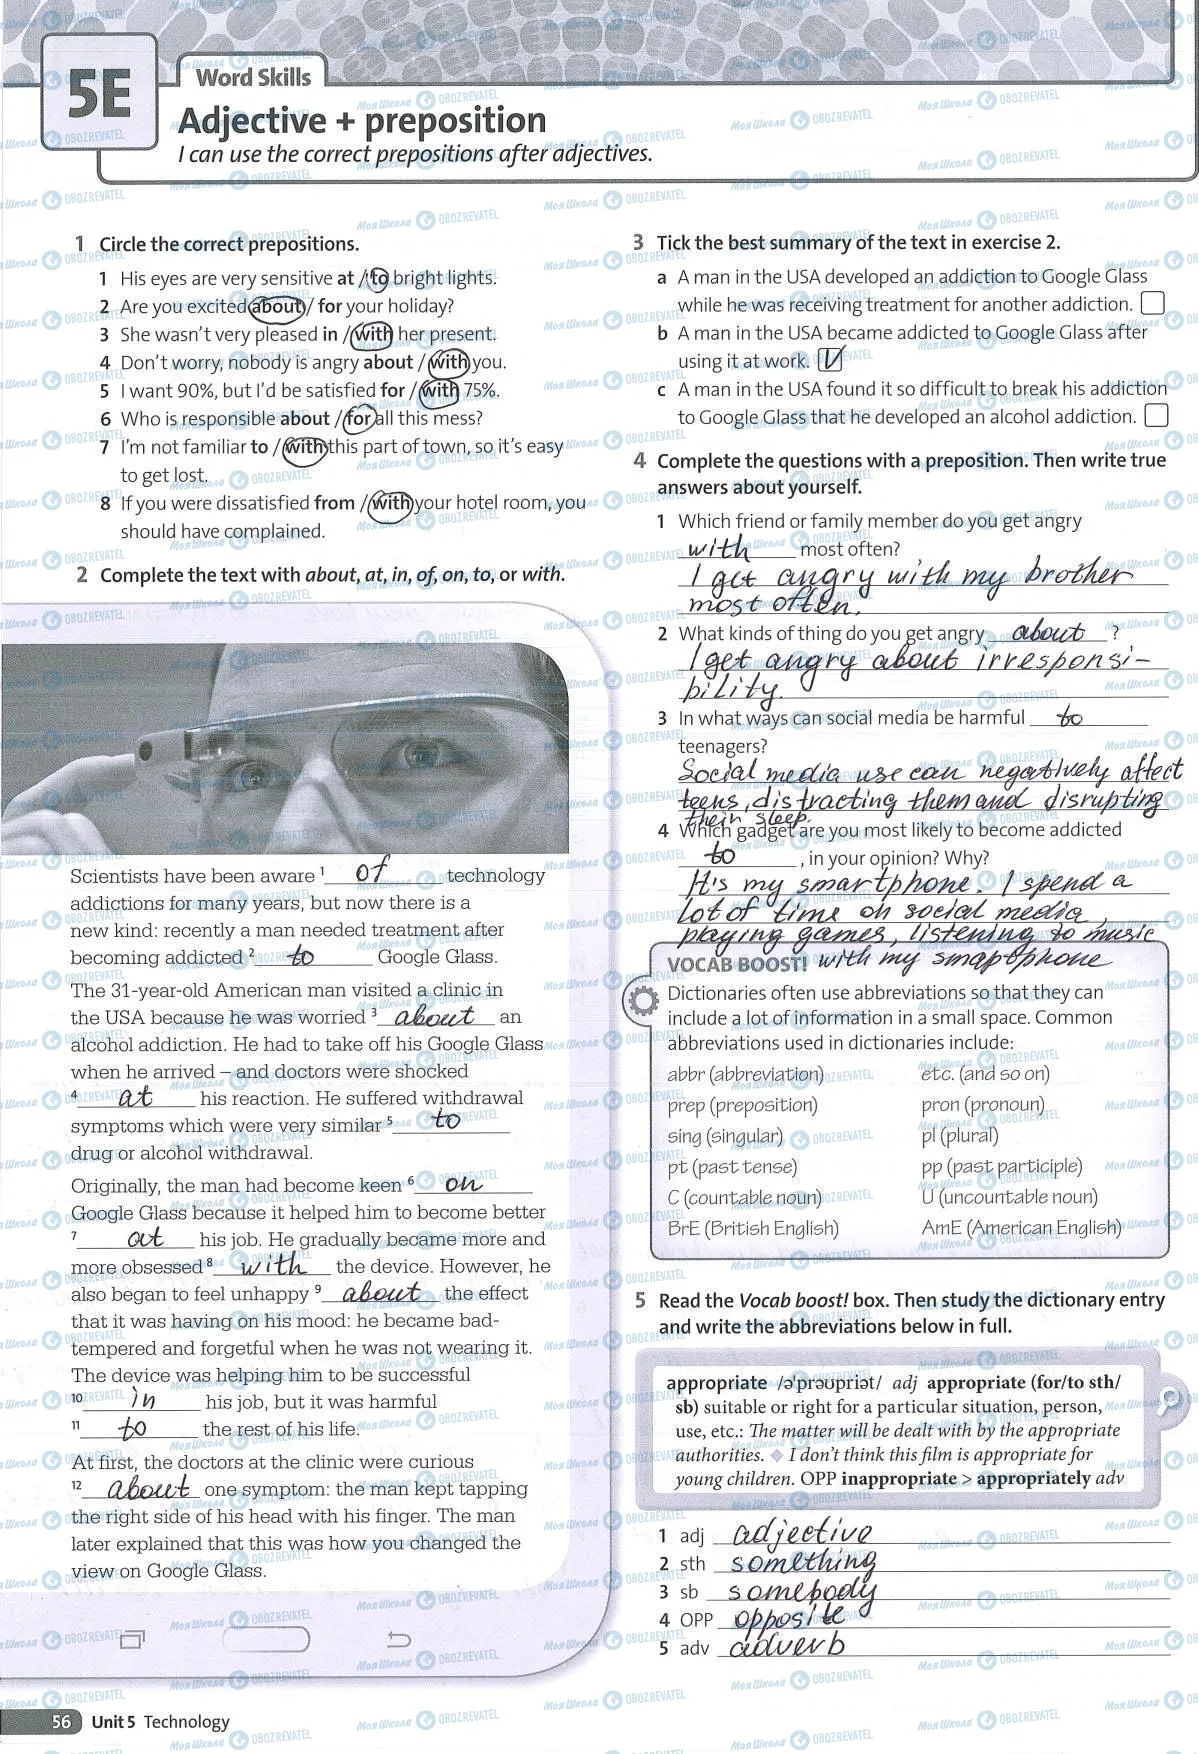 5E
Word Skills
Adjective + preposition
I can use the correct prepositions after adjectives.
1 Circle the correct prepositions.
1 His eyes are very sensitive at / to bright lights.
2 Are you excited about / for your holiday?
3 She wasn't very pleased in / with her present.
4 Don't worry, nobody is angry about / with you.
5 I want 90%, but I'd be satisfied for / with 75%.
6 Who is responsible about / for all this mess?
7 I'm not familiar to / with this part of town, so it's easy
to get lost.
8 If you were dissatisfied from / with your hotel room, you
should have complained.
2 Complete the text with about, at, in, of, on, to, or with.
Scientists have been aware 1 of technology
addictions for many years, but now there is a
new kind: recently a man needed treatment after
becoming addicted 2 to Google Glass.
The 31-year-old American man visited a clinic in
the USA because he was worried 3 about an
alcohol addiction. He had to take off his Google Glass
when he arrived – and doctors were shocked
4 at his reaction. He suffered withdrawal
symptoms which were very similar 5 to
drug or alcohol withdrawal.
Originally, the man had become keen 6 on
Google Glass because it helped him to become better
7 at his job. He gradually became more and
more obsessed 8 with the device. However, he
also began to feel unhappy 9 about the effect
that it was having on his mood: he became bad-
tempered and forgetful when he was not wearing it.
The device was helping him to be successful
10 in his job, but it was harmful
11 to the rest of his life.
At first, the doctors at the clinic were curious
12 about one symptom: the man kept tapping
the right side of his head with his finger. The man
later explained that this was how you changed the
view on Google Glass.
3 Tick the best summary of the text in exercise 2.
a A man in the USA developed an addiction to Google Glass
while he was receiving treatment for another addiction.
b A man in the USA became addicted to Google Glass after
using it at work. V
c A man in the USA found it so difficult to break his addiction
to Google Glass that he developed an alcohol addiction.
4 Complete the questions with a preposition. Then write true
answers about yourself.
1 Which friend or family member do you get angry
with most often?
I get angry with my brother
most often.
2 What kinds of thing do you get angry about ?
I get angry about irresponsi-
bility.
3 In what ways can social media be harmful to
teenagers?
Social media use can negatively affect
teens, distracting them and disrupting
their sleep.
4 Which gadget are you most likely to become addicted
to , in your opinion? Why?
It's my smartphone. I spend a
lot of time on social media,
playing games, listening to music
with my smaptphone
VOCAB BOOST!
Dictionaries often use abbreviations so that they can
include a lot of information in a small space. Common
abbreviations used in dictionaries include:
abbr (abbreviation) etc. (and so on)
prep (preposition) pron (pronoun)
sing (singular) pl (plural)
pt (past tense) pp (past participle)
C (countable noun) U (uncountable noun)
BrE (British English) AmE (American English)
5 Read the Vocab boost! box. Then study the dictionary entry
and write the abbreviations below in full.
appropriate /əˈprəʊpriət/ adj appropriate (for/to sth/
sb) suitable or right for a particular situation, person,
use, etc.: The matter will be dealt with by the appropriate
authorities. ◆ I don't think this film is appropriate for
young children. OPP inappropriate > appropriately adv
1 adj adjective
2 sth something
3 sb somebody
4 OPP opposite
5 adv adverb
56 Unit 5 Technology
Моя Школа OBOZREVATEL